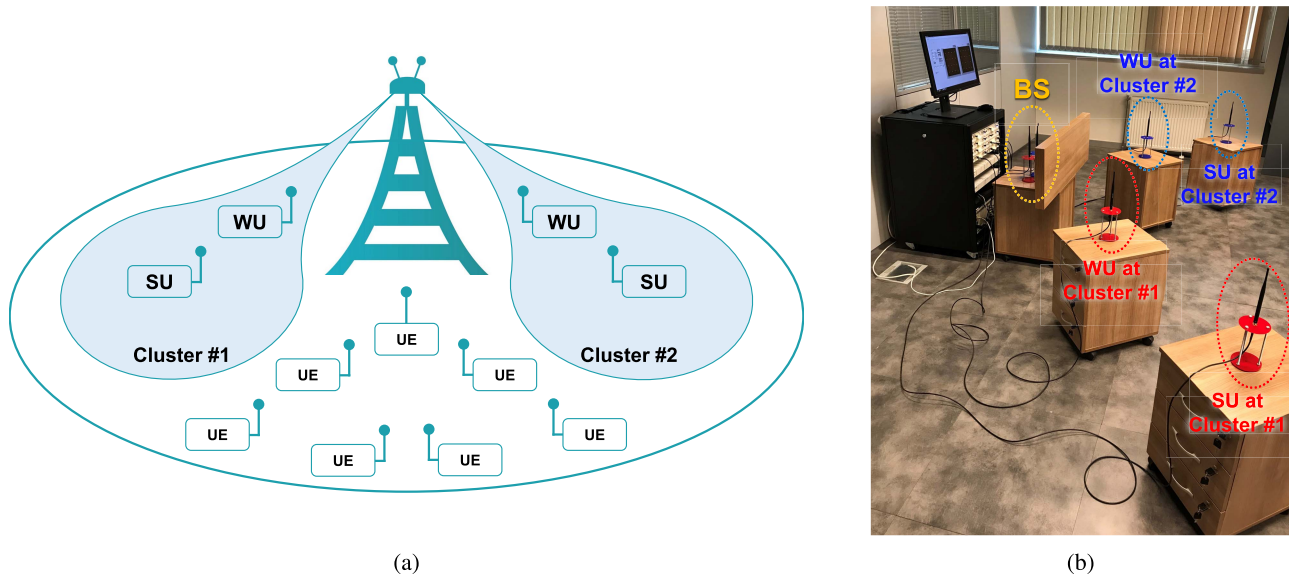 WU
SU
Cluster #1
WU
SU
Cluster #2
UE
UE
UE
UE
UE
UE
UE
(a)
BS
WU at
Cluster #2
SU at
Cluster #2
WU at
Cluster #1
SU at
Cluster #1
(b)